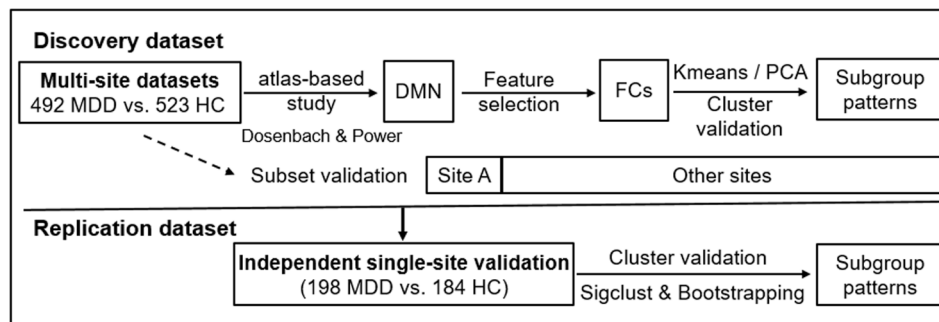 Discovery dataset
Multi-site datasets
492 MDD vs. 523 HC
atlas-based
study
Dosenbach & Power
DMN
Feature
selection
FCs
Kmeans / PCA
Cluster
validation
Subgroup
patterns
Subset validation
Site A
Other sites
Replication dataset
Independent single-site validation
(198 MDD vs. 184 HC)
Cluster validation
Sigclust & Bootstrapping
Subgroup
patterns